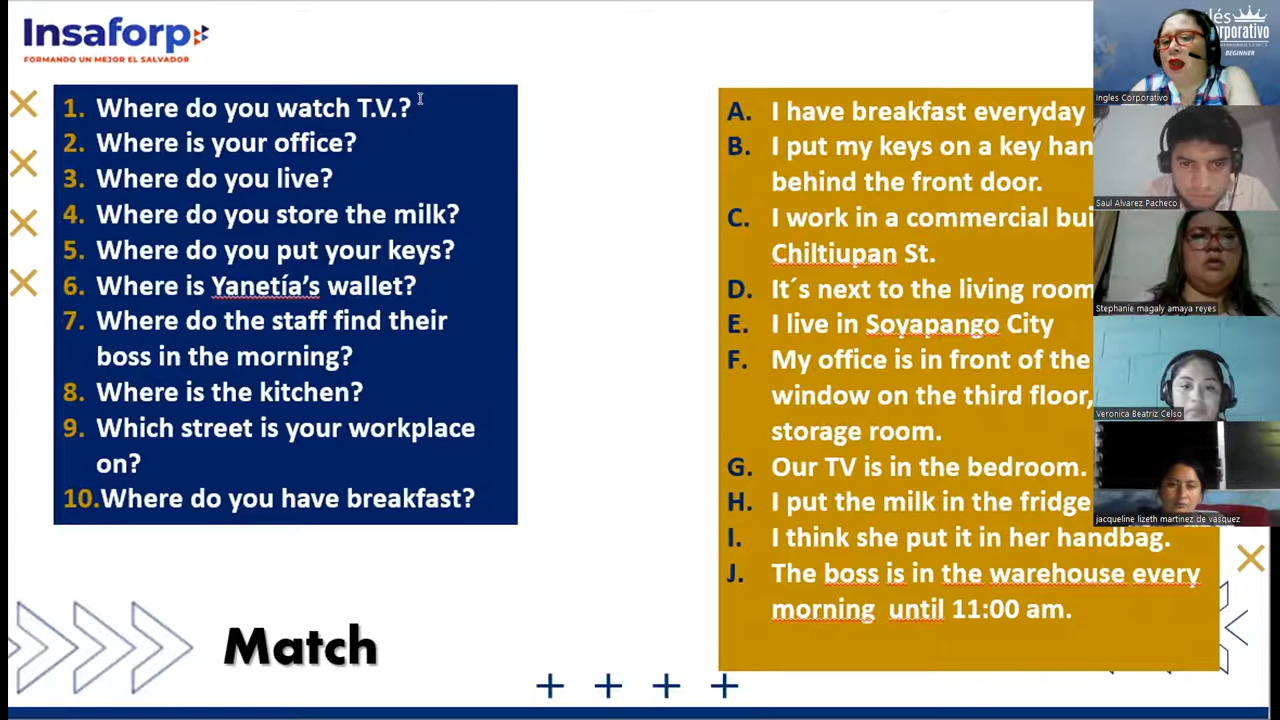 Insaforp
FORMANDO UN MEJOR EL SALVADOR
1. Where do you watch T.V.?
2. Where is your office?
3. Where do you live?
4. Where do you store the milk?
5. Where do you put your keys?
6. Where is Yanetía's wallet?
7. Where do the staff find their
boss in the morning?
8. Where is the kitchen?
9. Which street is your workplace
on?
10.Where do you have breakfast?
Match
A. I have breakfast everyday
B. I put my keys on a key han
behind the front door.
C. I work in a commercial bui
Chiltiupan St.
D. It´s next to the living room
E. I live in Soyapango City
F. My office is in front of the
window on the third floor,
storage room.
G. Our TV is in the bedroom.
H. I put the milk in the fridge
I. I think she put it in her handbag.
J. The boss is in the warehouse every
morning until 11:00 am.
lés
orporativo
BEGINNER
Ingles Corporativo
Saul Alvarez Pacheco
Stephanie magaly amaya reyes
Veronica Beatriz Celso
jacqueline lizeth martinez de vasquez